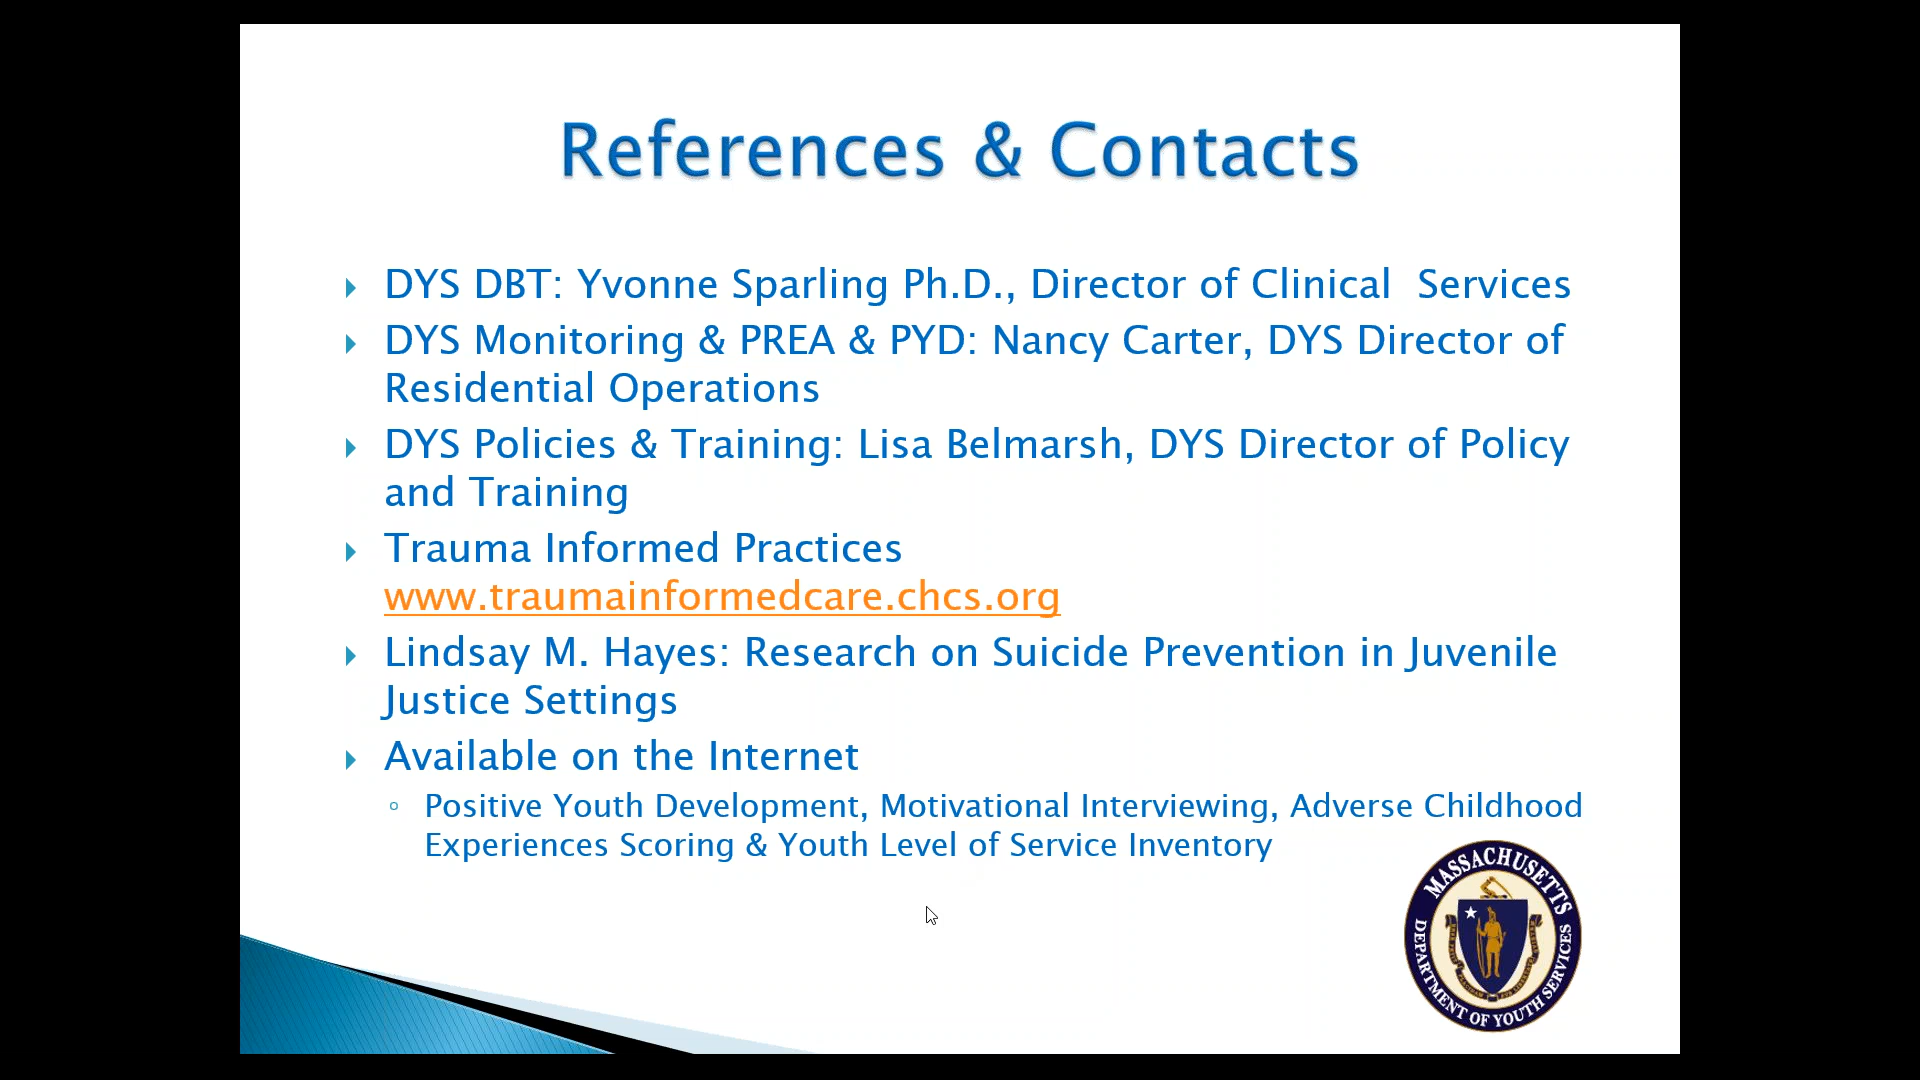 References & Contacts
DYS DBT: Yvonne Sparling Ph.D., Director of Clinical  Services
DYS Monitoring & PREA & PYD: Nancy Carter, DYS Director of
Residential Operations
DYS Policies & Training: Lisa Belmarsh, DYS Director of Policy
and Training
Trauma Informed Practices
www.traumainformedcare.chcs.org
Lindsay M. Hayes: Research on Suicide Prevention in Juvenile
Justice Settings
Available on the Internet
Positive Youth Development, Motivational Interviewing, Adverse Childhood
Experiences Scoring & Youth Level of Service Inventory
MASSACHUSETTS
DEPARTMENT OF YOUTH SERVICES